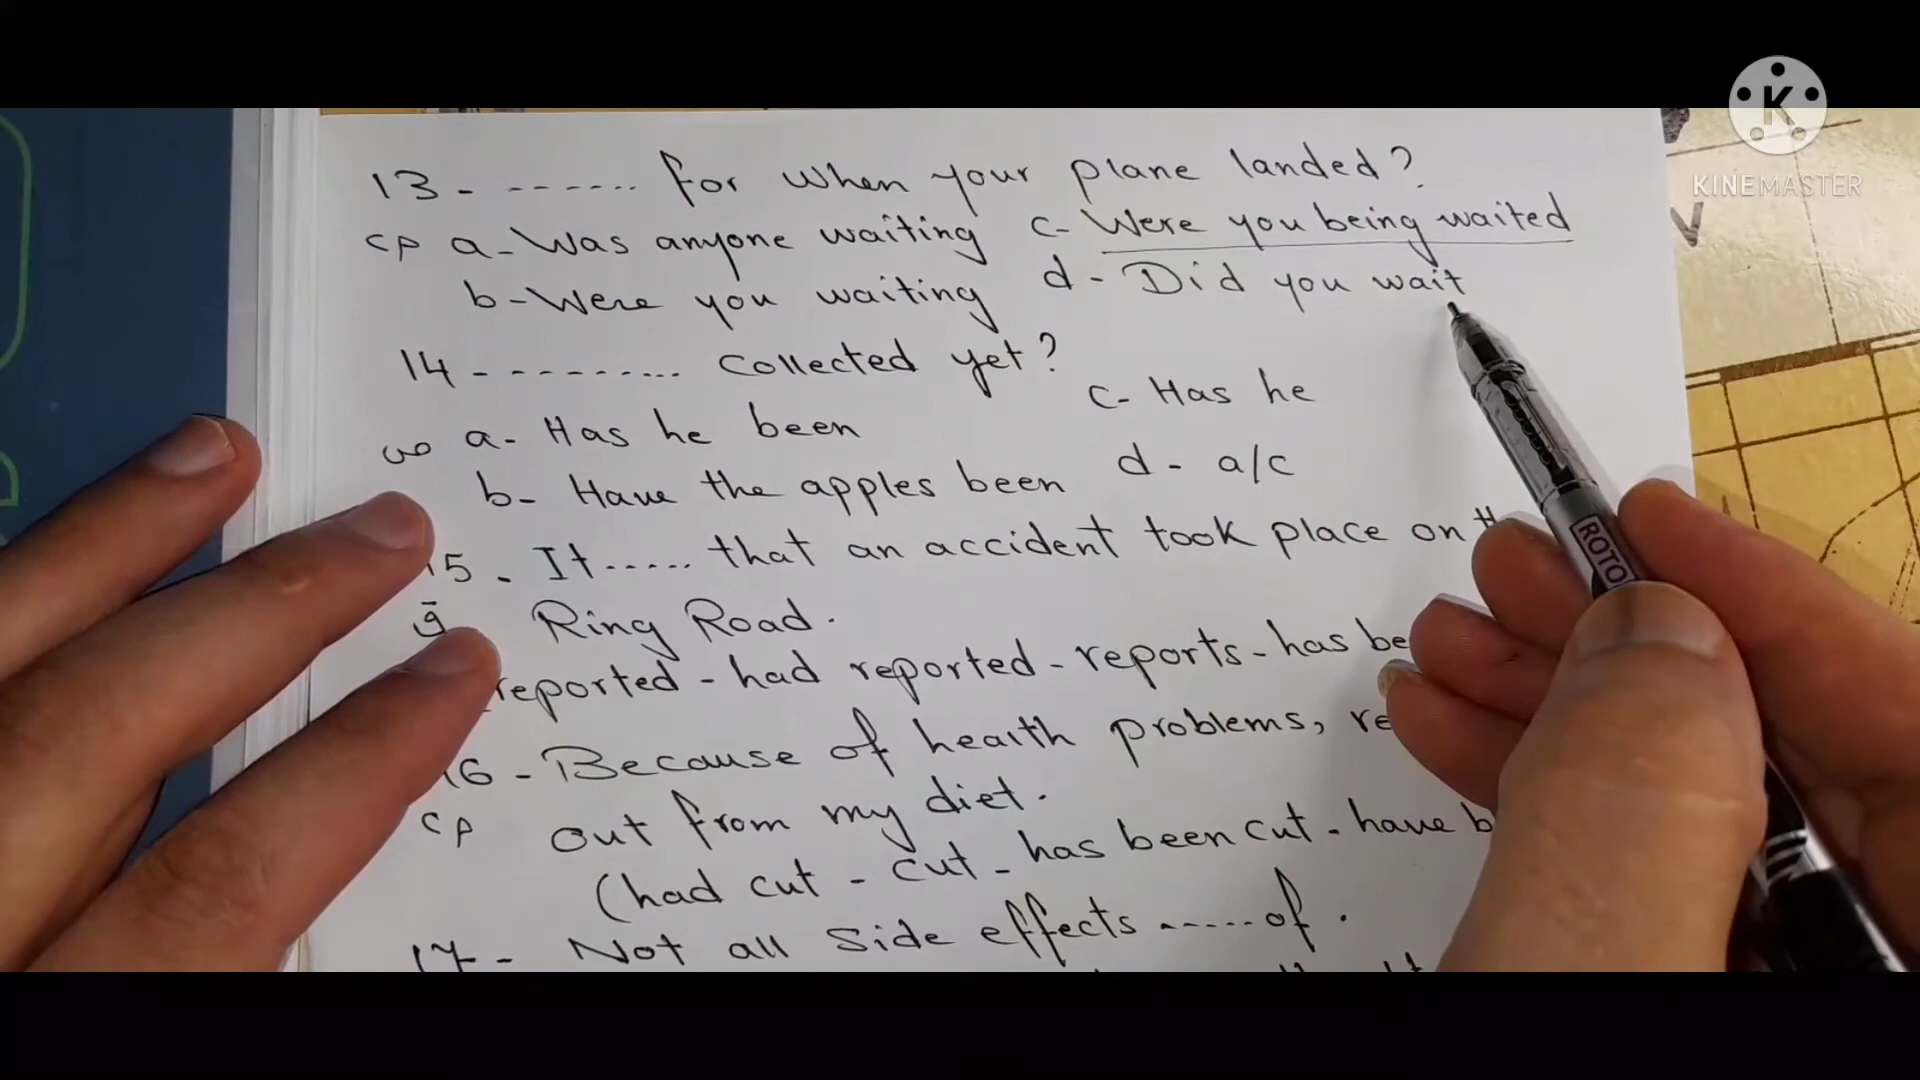 K
KINEMASTER
13 - ------- for when your plane landed?
CP a - Was anyone waiting c - Were you being waited
b - Were you waiting d - Did you wait
14 - --------- Collected yet?
a - Has he been c - Has he
b - Have the apples been d - a/c
15 - It ----- that an accident took place on
Ring Road.
reported - had reported - reports - has be
16 - Because of health problems, re
CP out from my diet.
(had cut - cut - has been cut - have b
17 - Not all Side effects ----- of.
ROTO